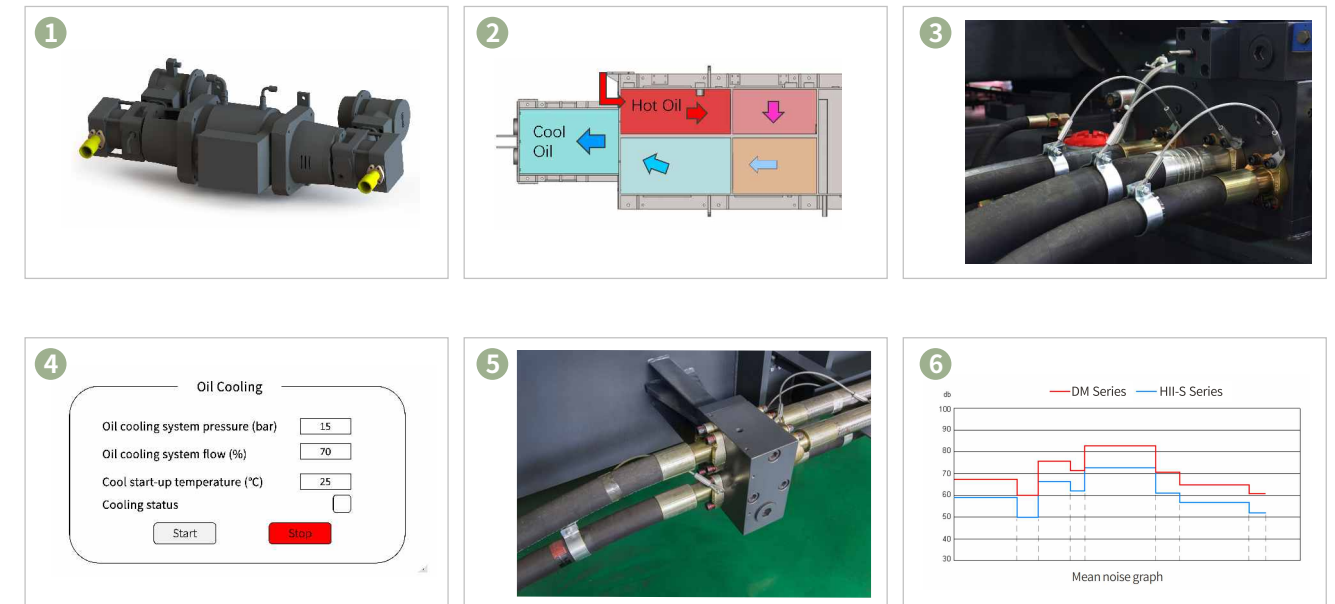 1
2
3
Hot Oil
Cool
Oil
4
Oil Cooling
Oil cooling system pressure (bar)
15
Oil cooling system flow (%)
70
Cool start-up temperature (°C)
25
Cooling status
Start
Stop
5
6
DM Series
HII-S Series
db
100
90
80
70
60
50
40
30
Mean noise graph